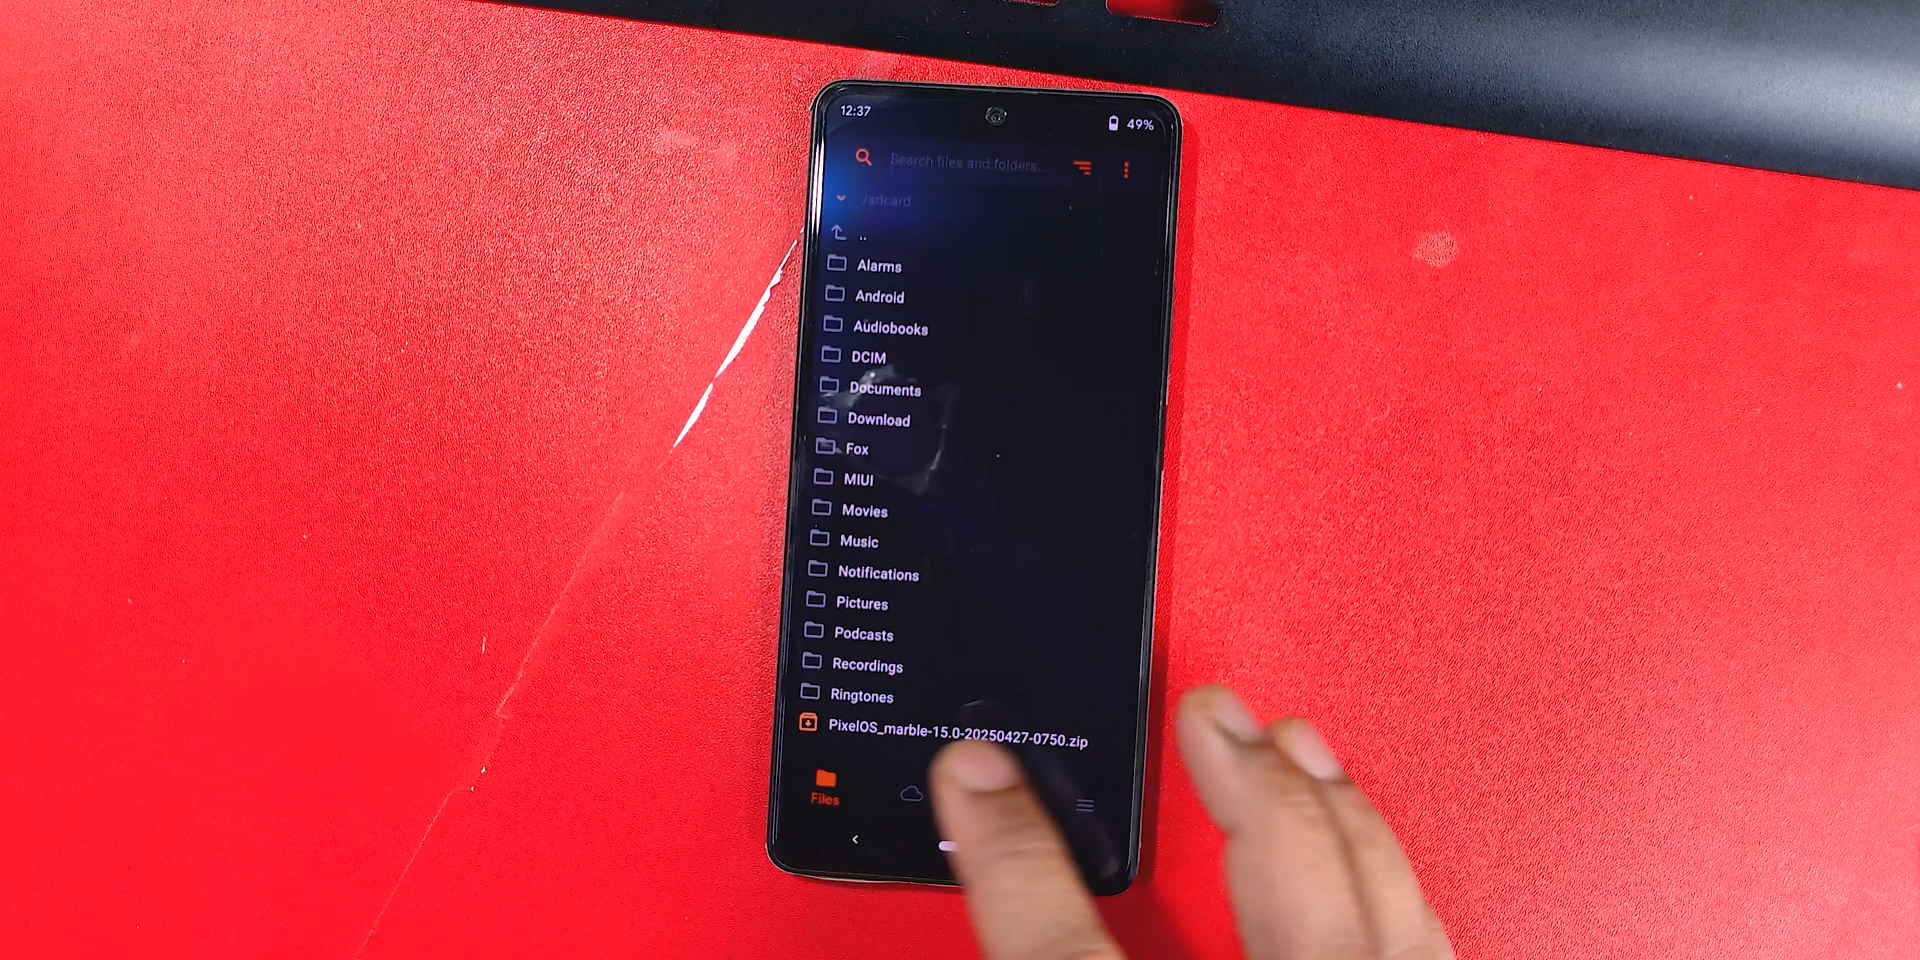 12:37
49%
Search files and folders...
/sdcard
..
Alarms
Android
Audiobooks
DCIM
Documents
Download
Fox
MIUI
Movies
Music
Notifications
Pictures
Podcasts
Recordings
Ringtones
PixelOS_marble-15.0-20250427-0750.zip
Files